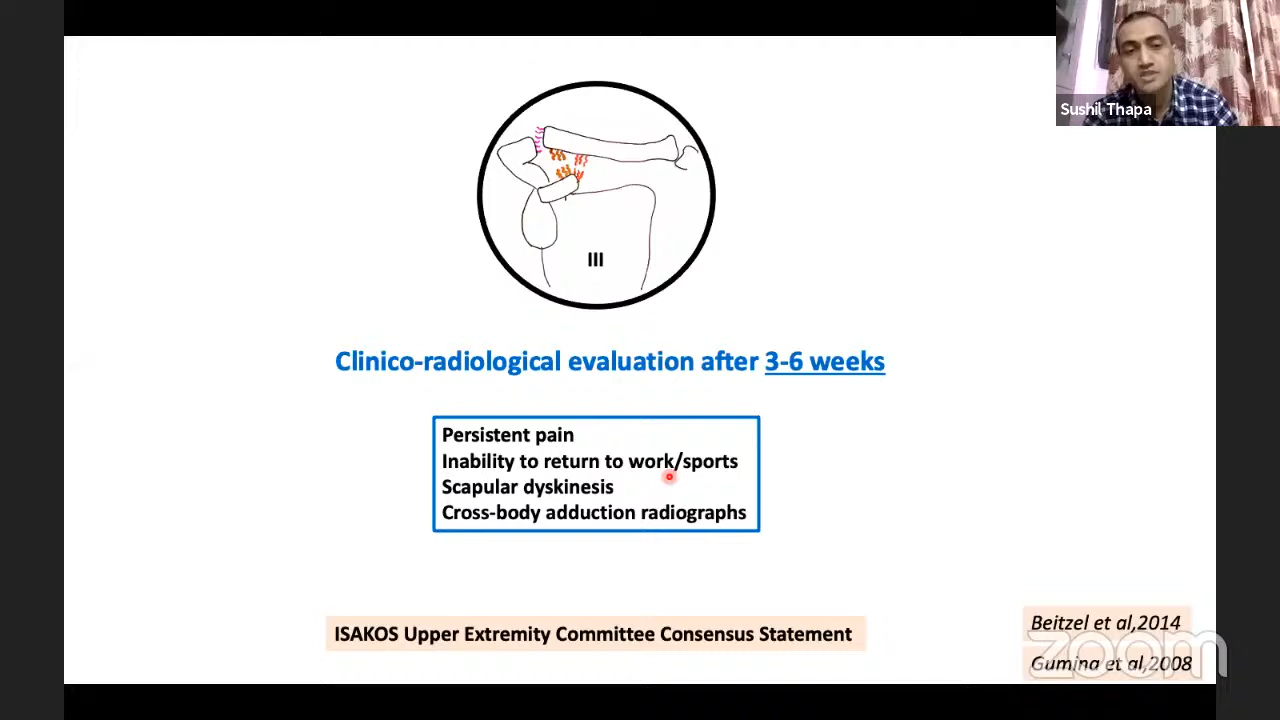 Sushil Thapa
III
Clinico-radiological evaluation after 3-6 weeks
Persistent pain
Inability to return to work/sports
Scapular dyskinesis
Cross-body adduction radiographs
ISAKOS Upper Extremity Committee Consensus Statement
Beitzel et al,2014
zoom
Gumina et al,2008